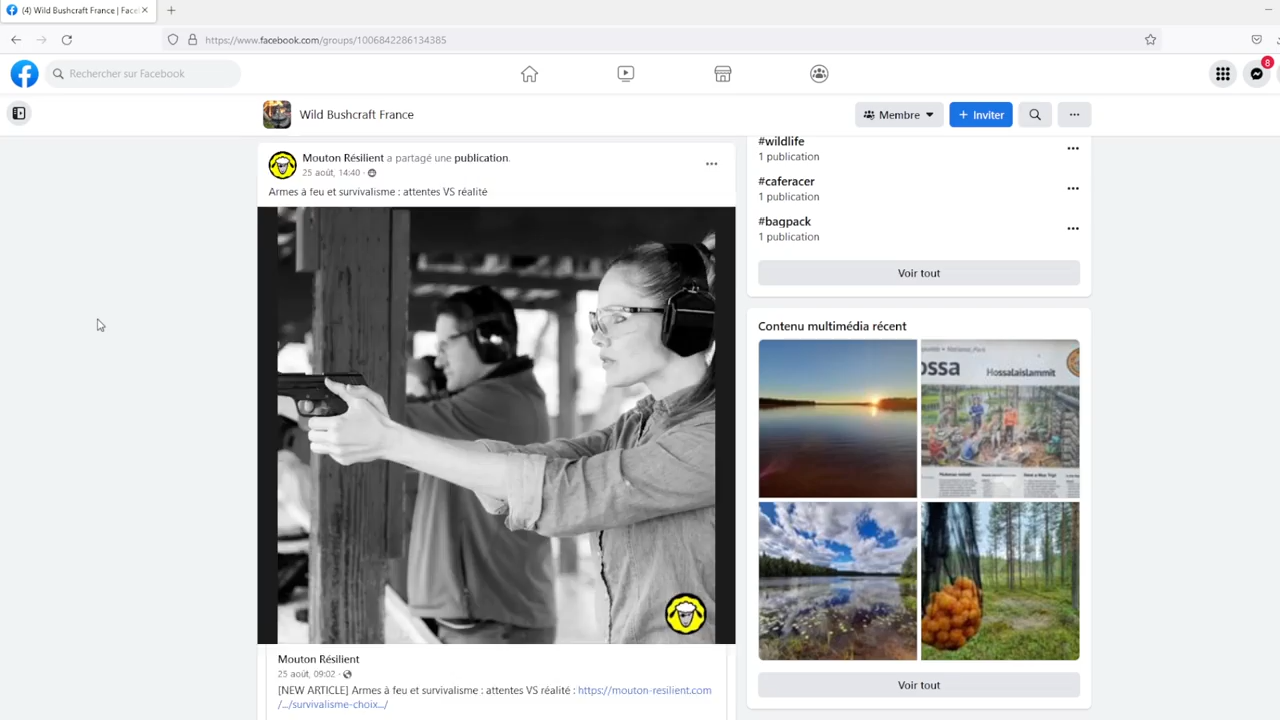 (4) Wild Bushcraft France | Face
https://www.facebook.com/groups/1006842286134385
Rechercher sur Facebook
8
Wild Bushcraft France
Membre
+ Inviter
Mouton Résilient a partagé une publication.
25 août, 14:40 ·
Armes à feu et survivalisme : attentes VS réalité
Mouton Résilient
25 août, 09:02 ·
[NEW ARTICLE] Armes à feu et survivalisme : attentes VS réalité : https://mouton-resilient.com
/.../survivalisme-choix.../
#wildlife
1 publication
#caferacer
1 publication
#bagpack
1 publication
Voir tout
Contenu multimédia récent
ossa
Hossalaislammit
Voir tout